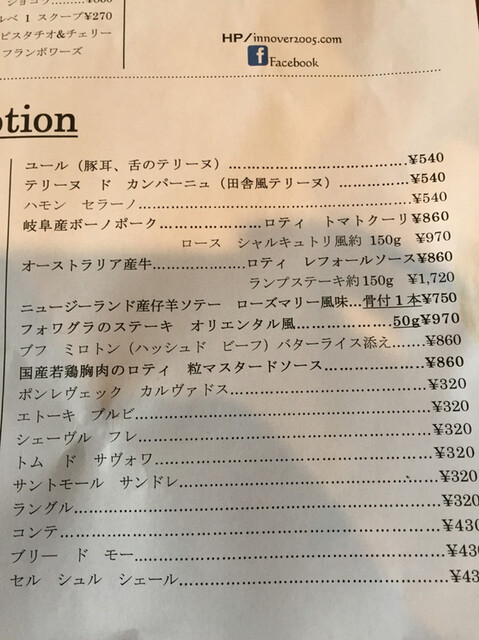 ショコラ.........¥860
ルベ 1 スクープ¥270
ピスタチオ&チェリー
フランボワーズ
HP/innover2005.com
f Facebook
ption
ユール（豚耳、舌のテリーヌ）.........................¥540
テリーヌ ド カンパーニュ（田舎風テリーヌ）...............¥540
ハモン セラーノ.................................................¥540
岐阜産ボーノポーク........................ロティ トマトクーリ¥860
ロース シャルキュトリ風約 150g ¥970
オーストラリア産牛.....................ロティ レフォールソース¥860
ランプステーキ約150g ¥1,720
ニュージーランド産仔羊ソテー ローズマリー風味...骨付1本¥750
フォワグラのステーキ オリエンタル風..................50g¥970
ブフ ミロトン（ハッシュド ビーフ）バターライス添え......¥860
国産若鶏胸肉のロティ 粒マスタードソース..................¥860
ポンレヴェック カルヴァドス....................................¥320
エトーキ ブルビ....................................................¥320
シェーヴル フレ....................................................¥330
トム ド サヴォワ...................................................¥320
サントモール サンドレ............................................¥320
ラングル..............................................................¥320
コンテ.................................................................¥430
ブリー ド モー......................................................¥430
セル シュル シェール..............................................¥43